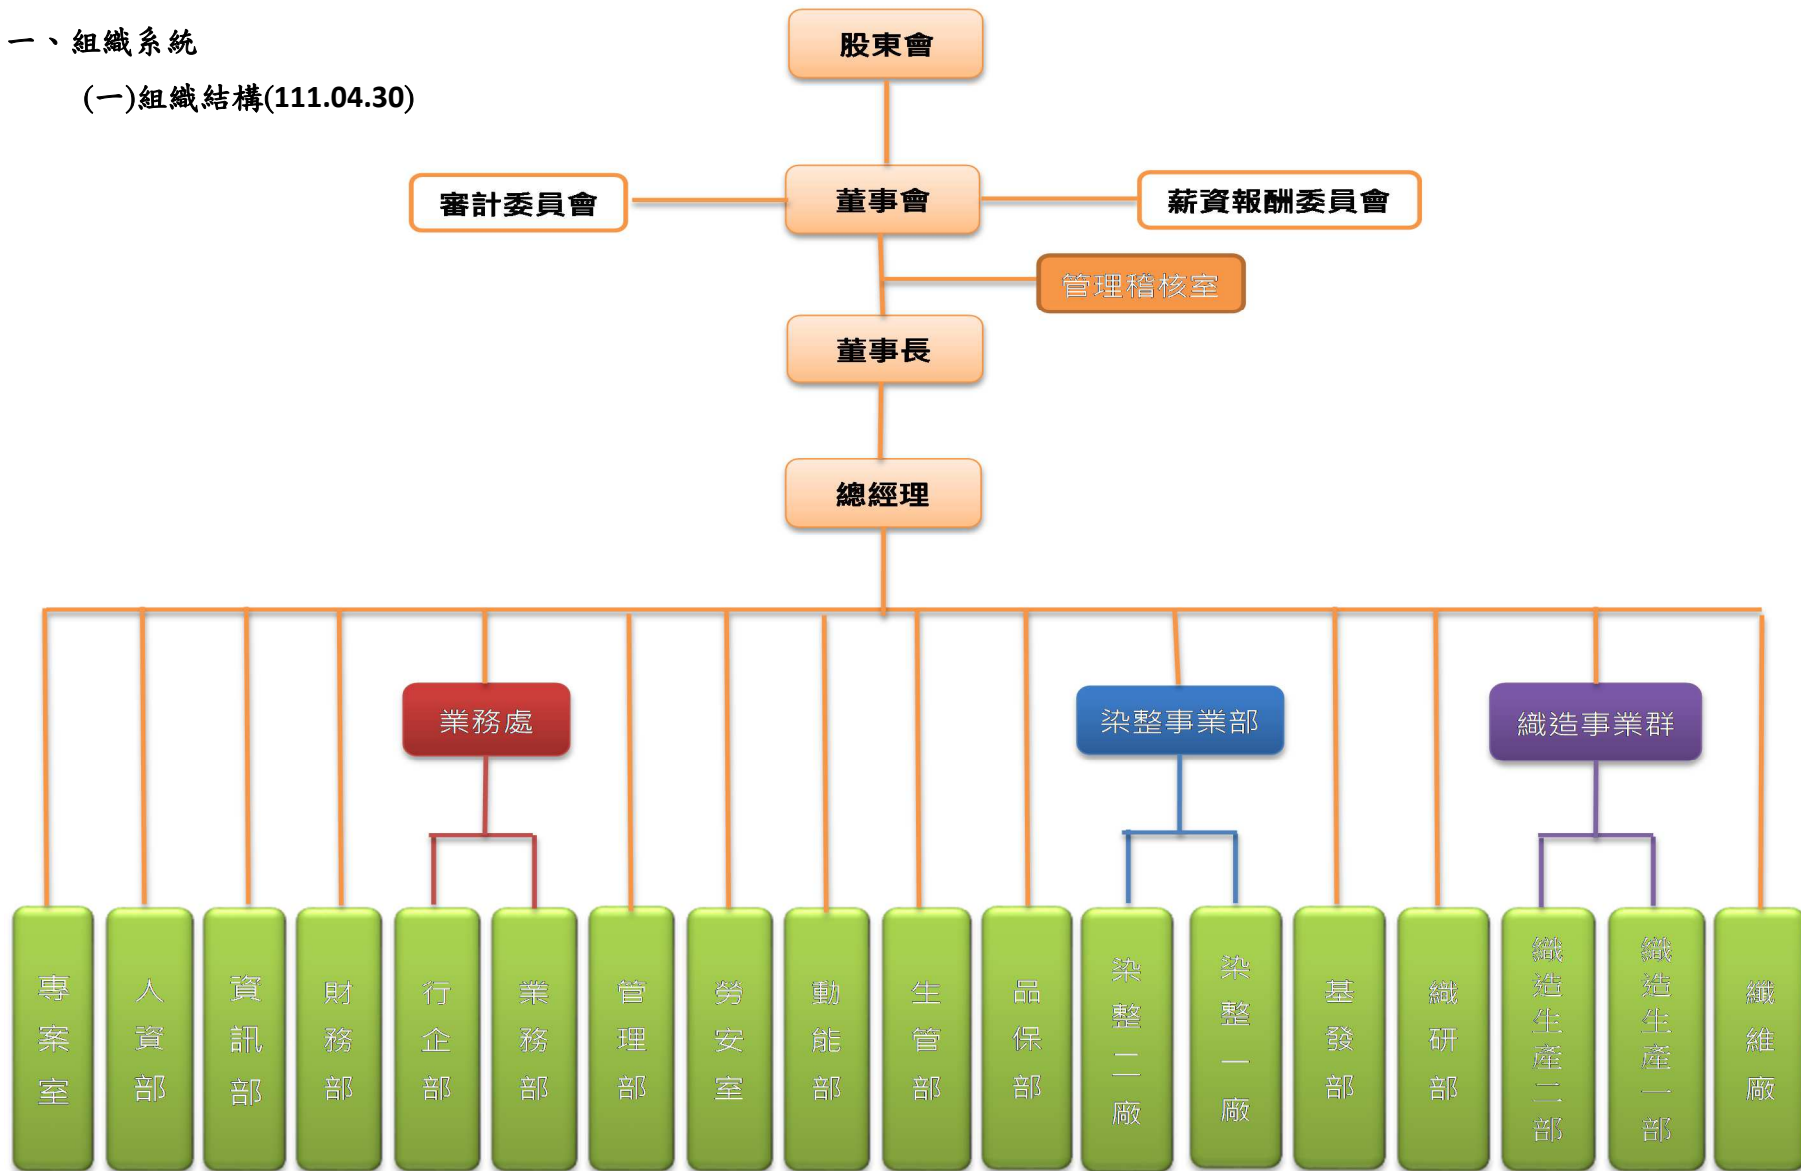 一、組織系統
(一)組織結構(111.04.30)
股東會
審計委員會
董事會
薪資報酬委員會
管理稽核室
董事長
總經理
業務處
染整事業部
織造事業群
專案室
人資部
資訊部
財務部
行企部
業務部
管理部
勞安室
動能部
生管部
品保部
染整二廠
染整一廠
基發部
織研部
織造生產二部
織造生產一部
纖維廠